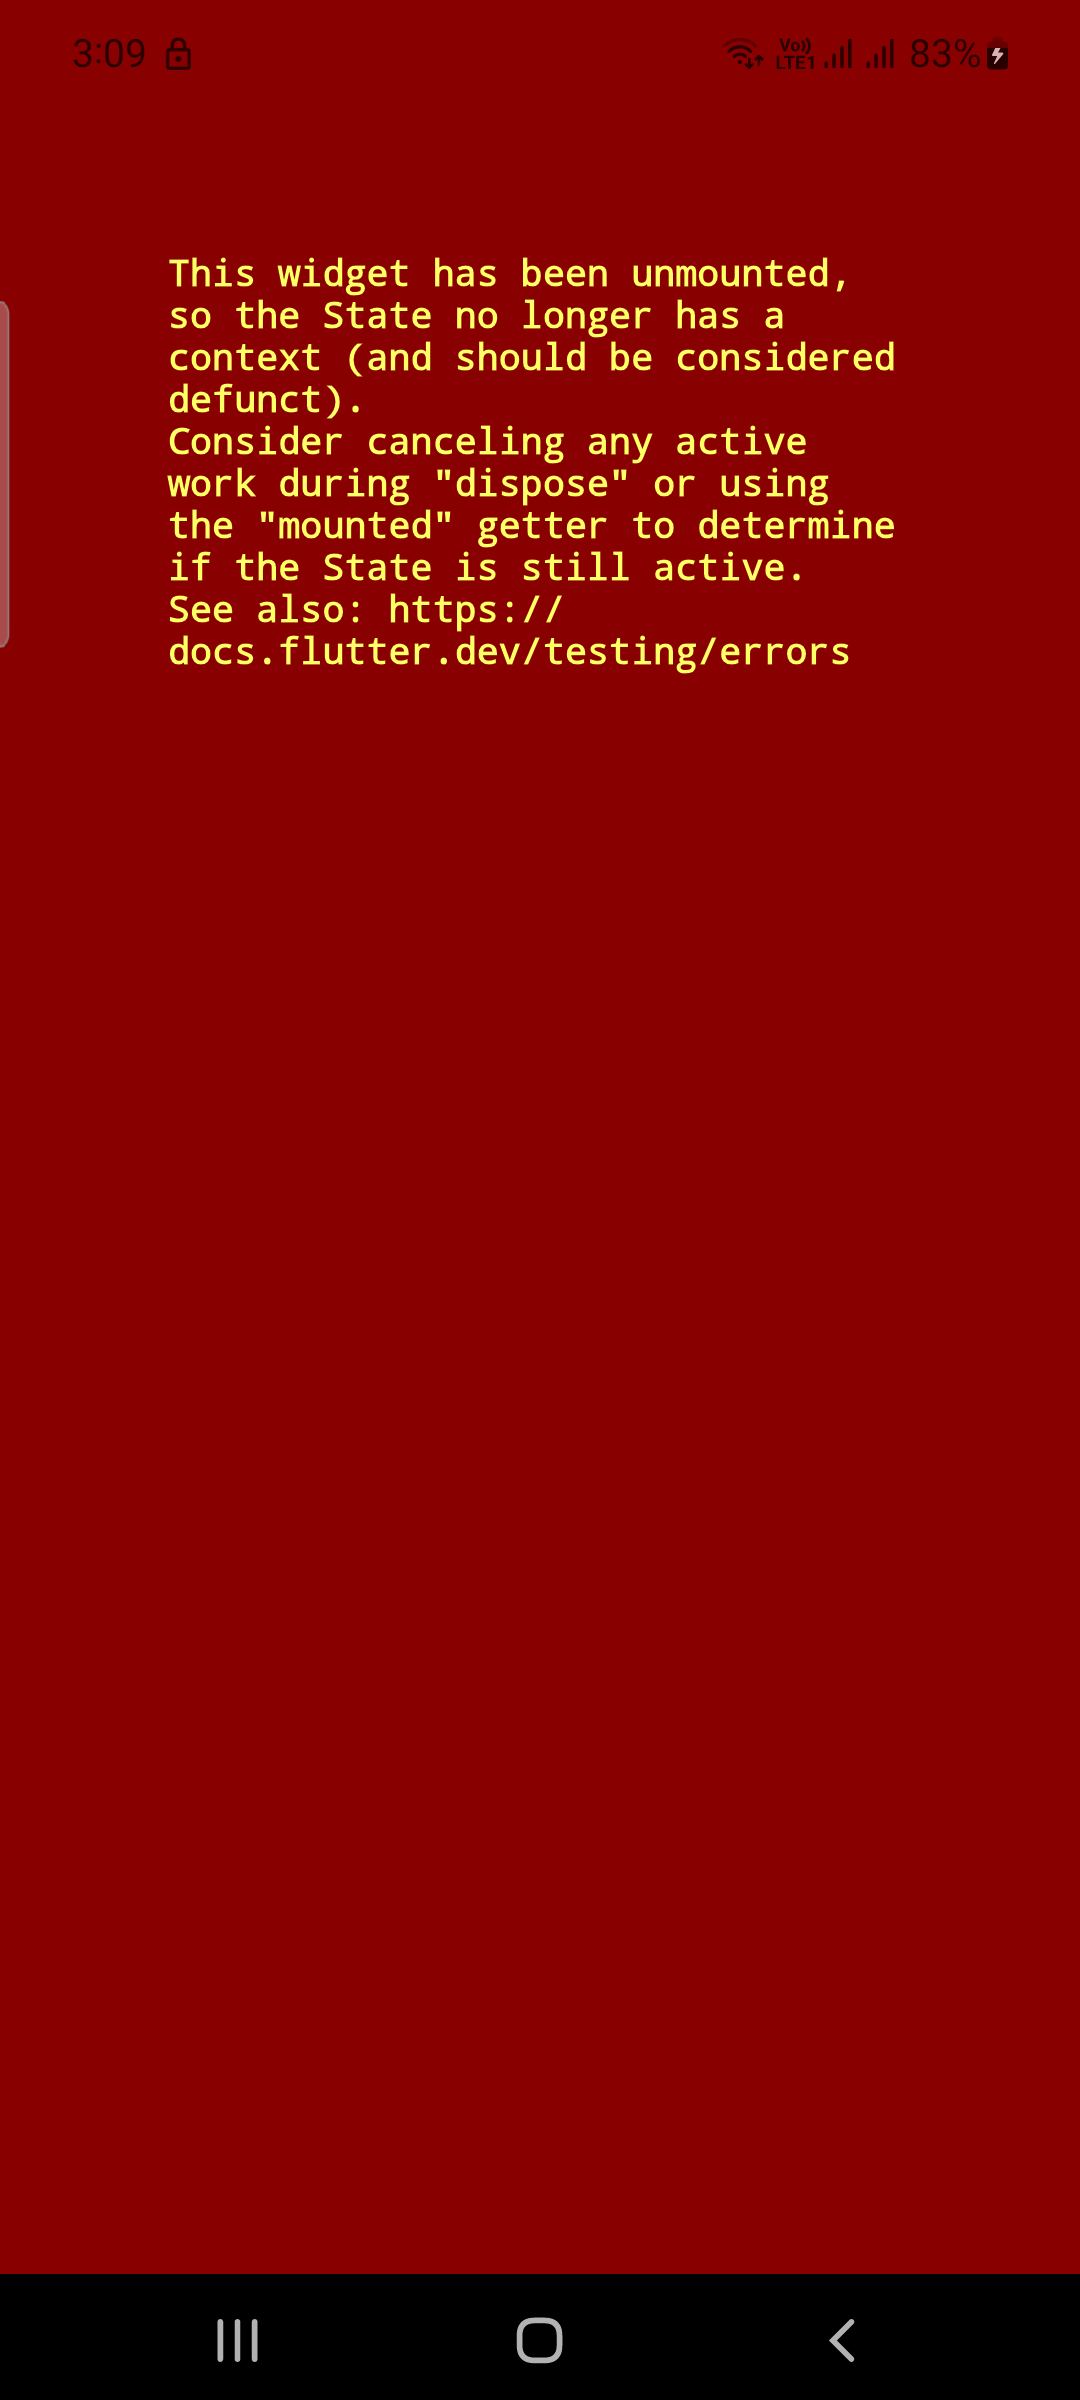 3:09
Vo))
LTE1
83%
This widget has been unmounted,
so the State no longer has a
context (and should be considered
defunct).
Consider canceling any active
work during "dispose" or using
the "mounted" getter to determine
if the State is still active.
See also: https://
docs.flutter.dev/testing/errors